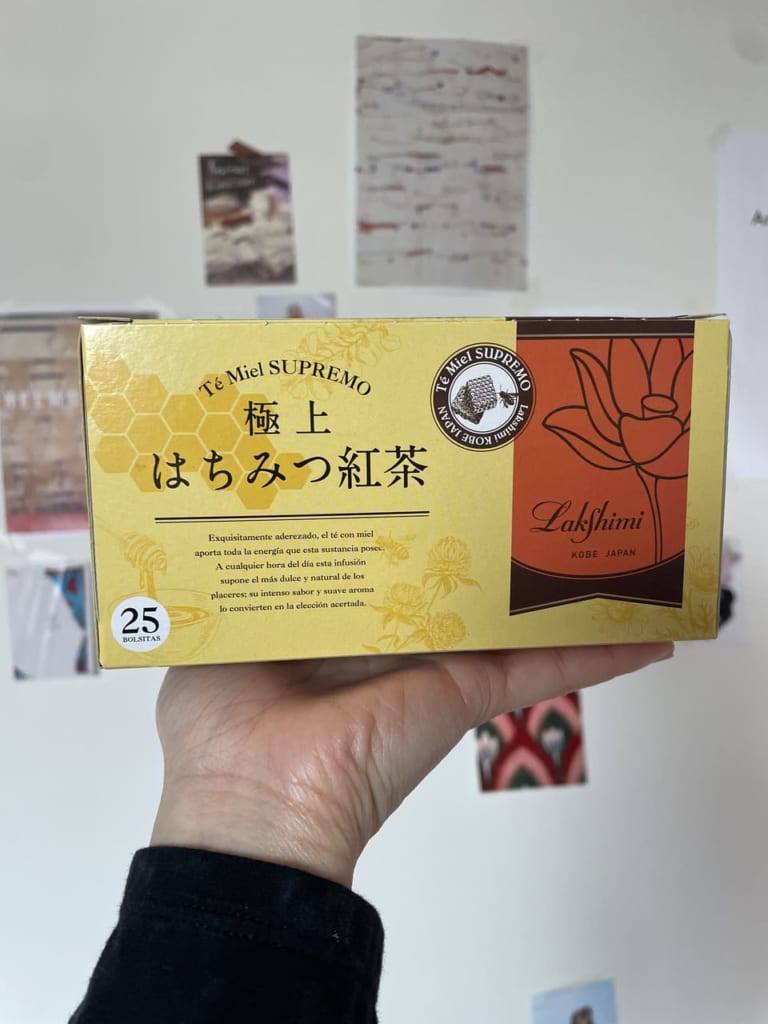 Té Miel SUPREMO
極上
はちみつ紅茶
Exquisitamente aderezado, el té con miel
aporta toda la energía que esta sustancia posee.
A cualquier hora del día esta infusión
supone el más dulce y natural de los
placeres; su intenso sabor y suave aroma
lo convierten en la elección acertada.
25
BOLSITAS
Té Miel SUPREMO
Lakshimi KOBE JAPAN
Lakshimi
KOBE JAPAN